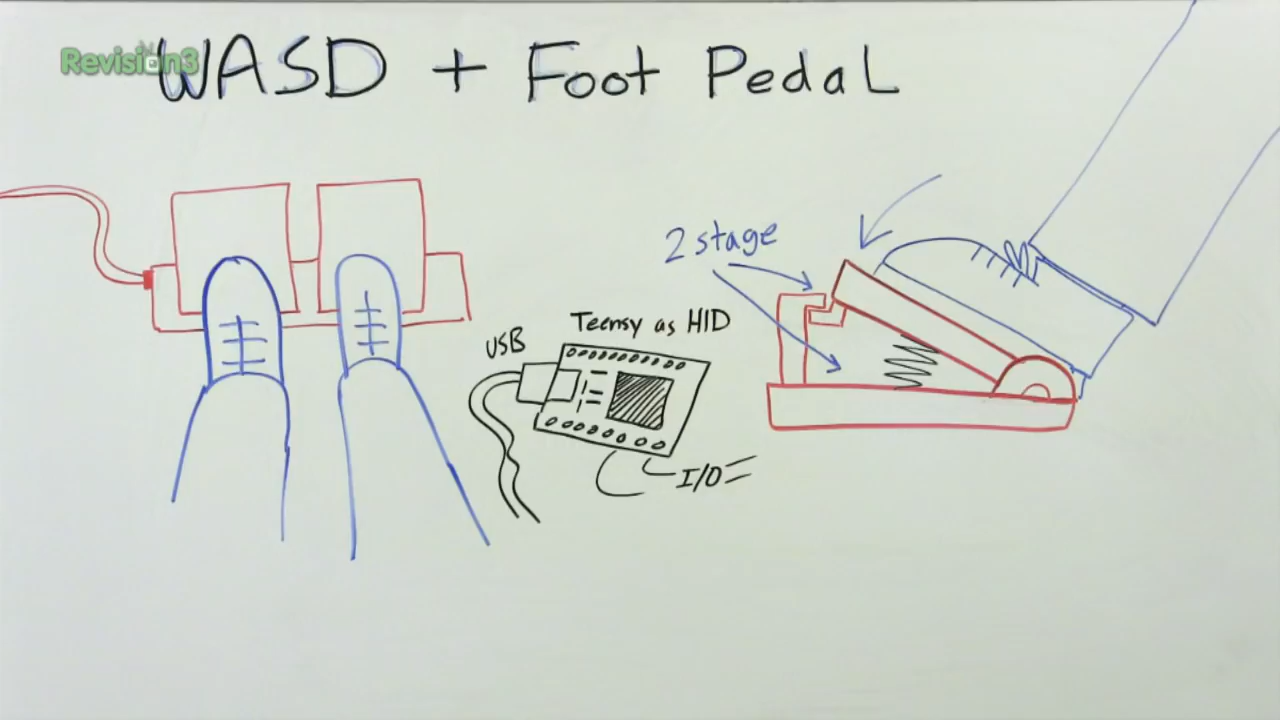 Revision3
WASD + Foot Pedal
2 stage
Teensy as HID
USB
I/O